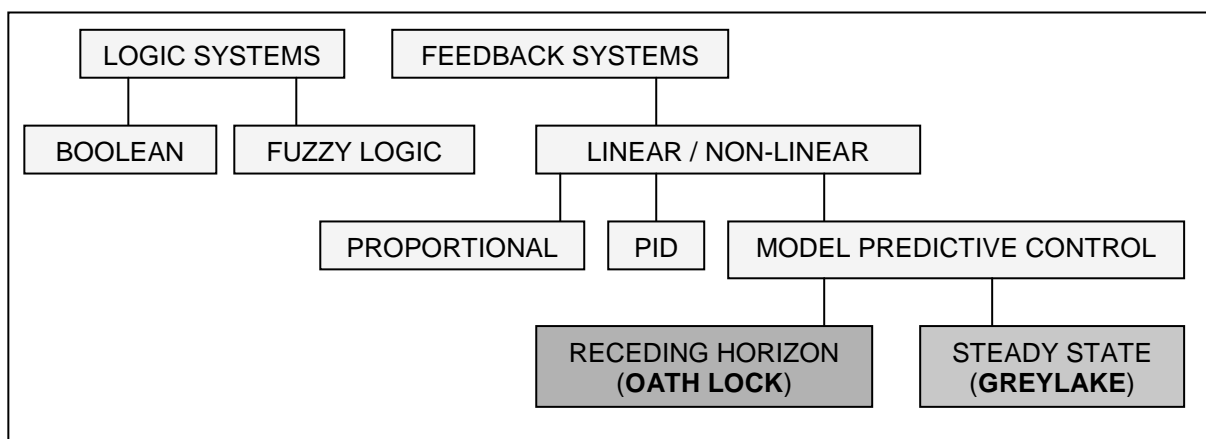 LOGIC SYSTEMS
FEEDBACK SYSTEMS
BOOLEAN
FUZZY LOGIC
LINEAR / NON-LINEAR
PROPORTIONAL
PID
MODEL PREDICTIVE CONTROL
RECEDING HORIZON
(OATH LOCK)
STEADY STATE
(GREYLAKE)